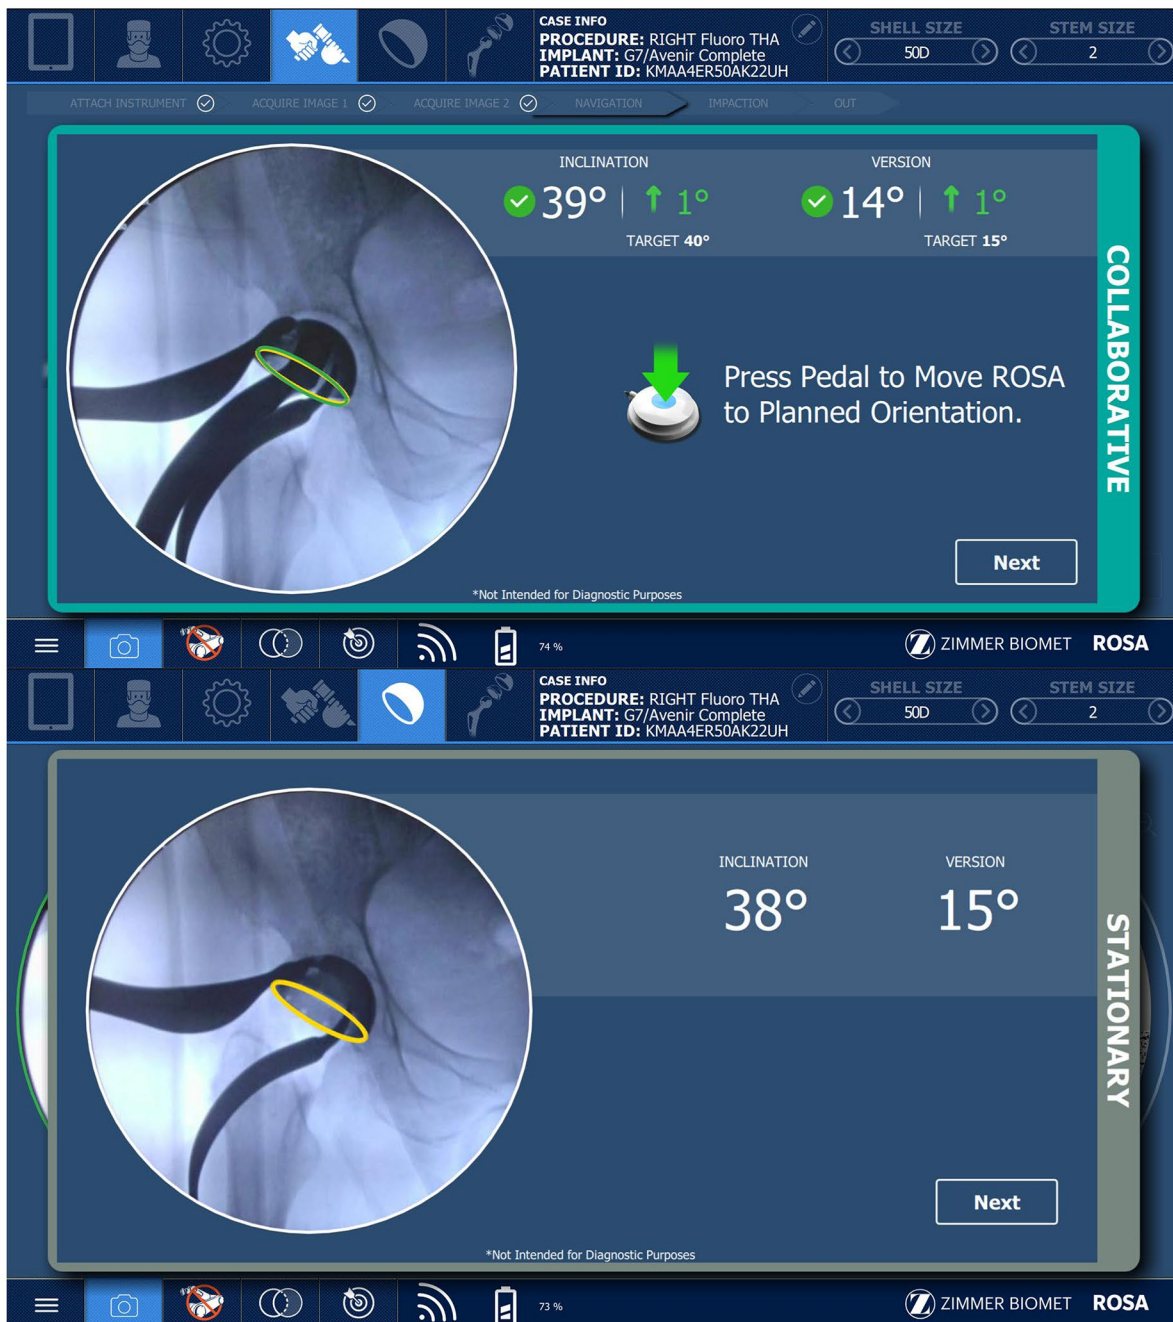 CASE INFO
PROCEDURE: RIGHT Fluoro THA
IMPLANT: G7/Avenir Complete
PATIENT ID: KMAA4ER50AK22UH
SHELL SIZE
50D
STEM SIZE
2
ATTACH INSTRUMENT
ACQUIRE IMAGE 1
ACQUIRE IMAGE 2
NAVIGATION
IMPACTION
OUT
INCLINATION
39° 1°
TARGET 40°
VERSION
14° 1°
TARGET 15°
COLLABORATIVE
Press Pedal to Move ROSA
to Planned Orientation.
Next
*Not Intended for Diagnostic Purposes
74 %
ZIMMER BIOMET ROSA
CASE INFO
PROCEDURE: RIGHT Fluoro THA
IMPLANT: G7/Avenir Complete
PATIENT ID: KMAA4ER50AK22UH
SHELL SIZE
50D
STEM SIZE
2
INCLINATION
38°
VERSION
15°
STATIONARY
Next
*Not Intended for Diagnostic Purposes
73 %
ZIMMER BIOMET ROSA